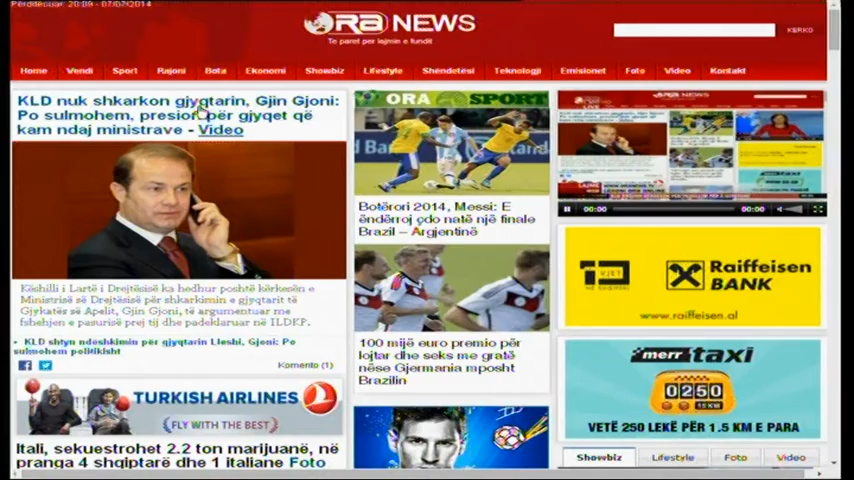 Përditësuar: 20:09 - 07/07/2014
ORA NEWS
Te paret per lajmin e fundit
KERKO
Home Vendi Sport Rajoni Bota Ekonomi Showbiz Lifestyle Shëndetësi Teknologji Emisionet Foto Video Kontakt
KLD nuk shkarkon gjyqtarin, Gjin Gjoni:
Po sulmohem, presion për gjyqet që
kam ndaj ministrave - Video
Këshilli i Lartë i Drejtësisë ka hedhur poshtë kërkesën e
Ministrisë së Drejtësisë për shkarkimin e gjyqtarit të
Gjykatës së Apelit, Gjin Gjoni, të argumentuar me
fshehjen e pasurisë prej tij dhe padeklaruar në ILDKP.
KLD shtyn ndëshkimin për gjyqtarin Lleshi, Gjoni: Po
sulmohem politikisht
Komento (1)
TURKISH AIRLINES
FLY WITH THE BEST
Itali, sekuestrohet 2.2 ton marijuanë, në
pranga 4 shqiptarë dhe 1 italiane Foto
ORA SPORT
Botërori 2014, Messi: E
ëndërroj çdo natë një finale
Brazil – Argjentinë
100 mijë euro premio për
lojtar dhe seks me gratë
nëse Gjermania mposht
Brazilin
00:00 00:00
10 VJET
Raiffeisen
BANK
www.raiffeisen.al
merr taxi
0250
15 KM
VETË 250 LEKË PËR 1.5 KM E PARA
Showbiz Lifestyle Foto Video